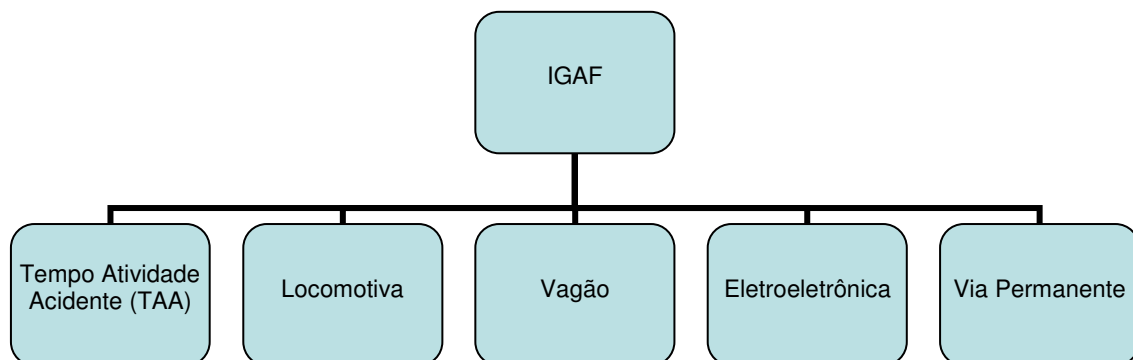 IGAF
Tempo Atividade
Acidente (TAA)
Locomotiva
Vagão
Eletroeletrônica
Via Permanente